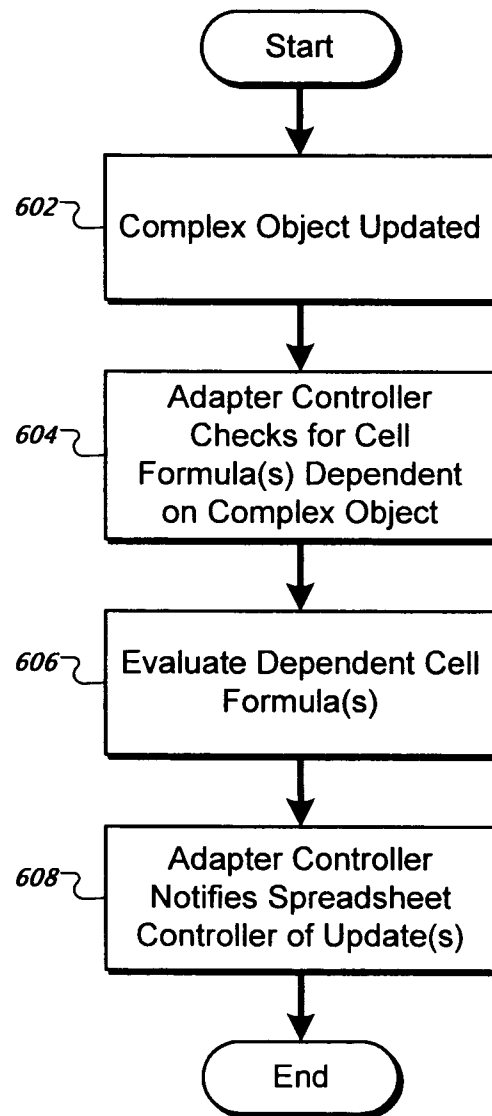 Start
602
Complex Object Updated
604
Adapter Controller
Checks for Cell
Formula(s) Dependent
on Complex Object
606
Evaluate Dependent Cell
Formula(s)
608
Adapter Controller
Notifies Spreadsheet
Controller of Update(s)
End